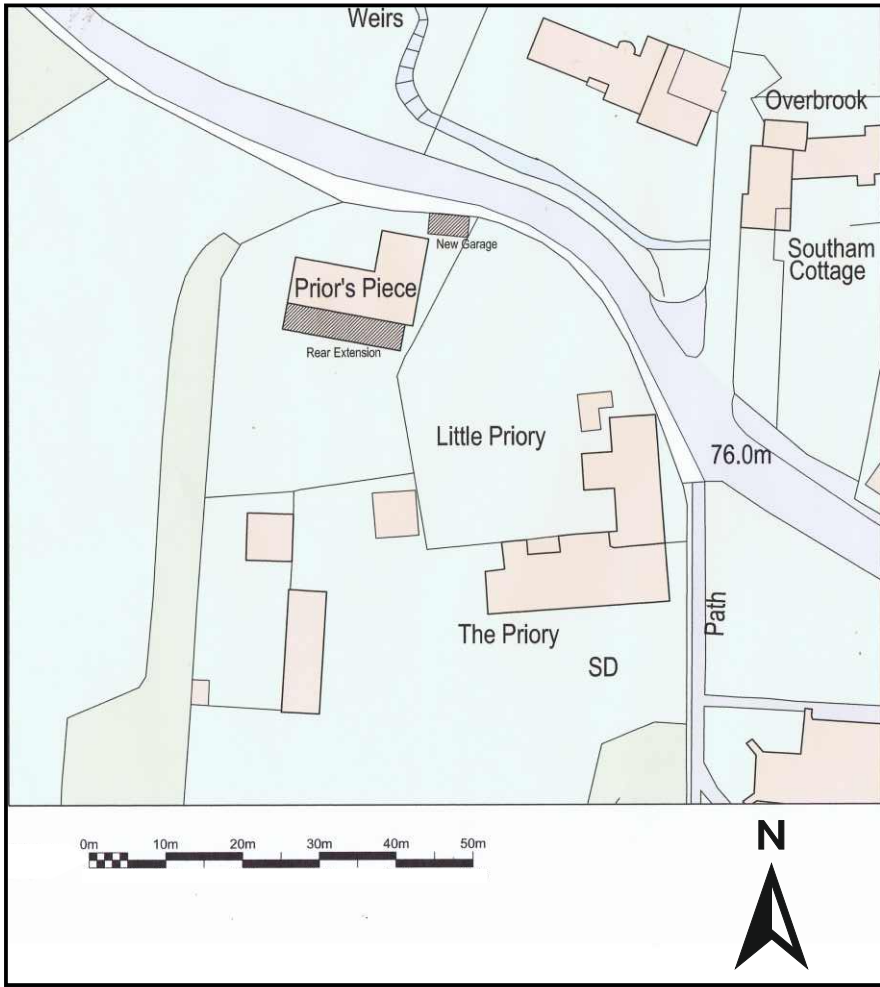 Weirs
Overbrook
New Garage
Southam
Cottage
Prior's Piece
Rear Extension
Little Priory
76.0m
Path
The Priory
SD
0m 10m 20m 30m 40m 50m
N